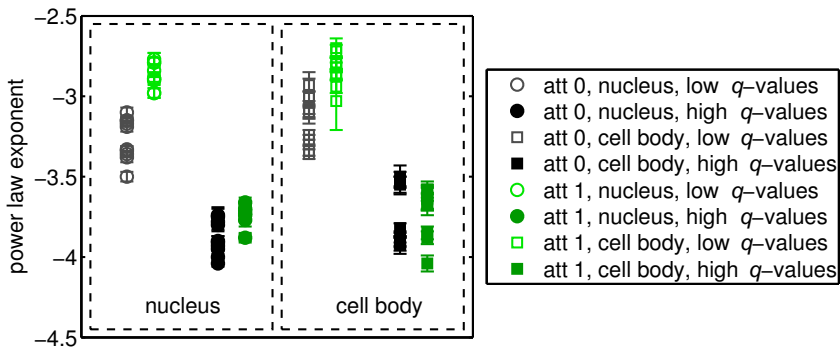 −2.5
−3
−3.5
−4
−4.5
power law exponent
nucleus
cell body
att 0, nucleus, low q−values
att 0, nucleus, high q−values
att 0, cell body, low q−values
att 0, cell body, high q−values
att 1, nucleus, low q−values
att 1, nucleus, high q−values
att 1, cell body, low q−values
att 1, cell body, high q−values